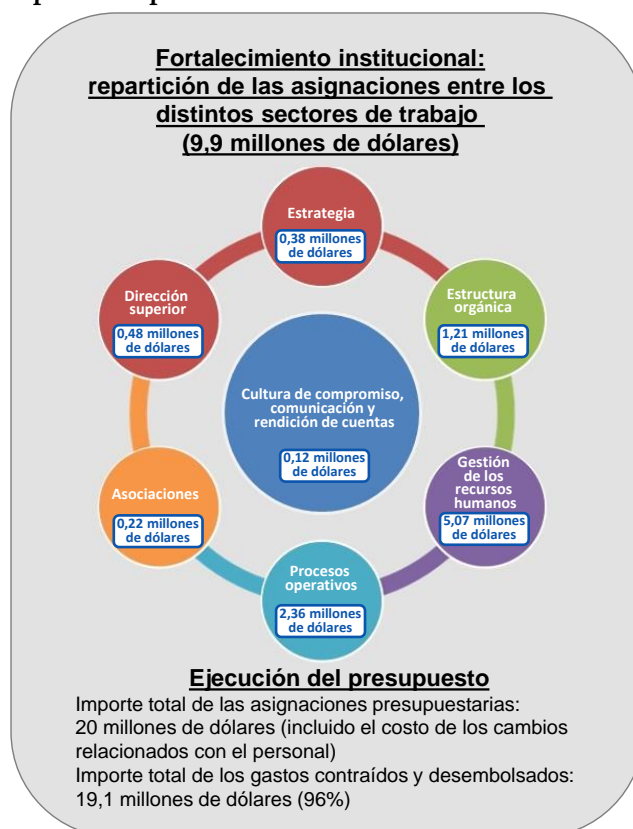 Fortalecimiento institucional:
repartición de las asignaciones entre los
distintos sectores de trabajo
(9,9 millones de dólares)
Estrategia
0,38 millones
de dólares
Dirección
superior
0,48 millones
de dólares
Estructura
orgánica
1,21 millones
de dólares
Cultura de compromiso,
comunicación y
rendición de cuentas
0,12 millones
de dólares
Asociaciones
0,22 millones
de dólares
Gestión
de los
recursos
humanos
5,07 millones
de dólares
Procesos
operativos
2,36 millones
de dólares
Ejecución del presupuesto
Importe total de las asignaciones presupuestarias:
20 millones de dólares (incluido el costo de los cambios
relacionados con el personal)
Importe total de los gastos contraídos y desembolsados:
19,1 millones de dólares (96%)